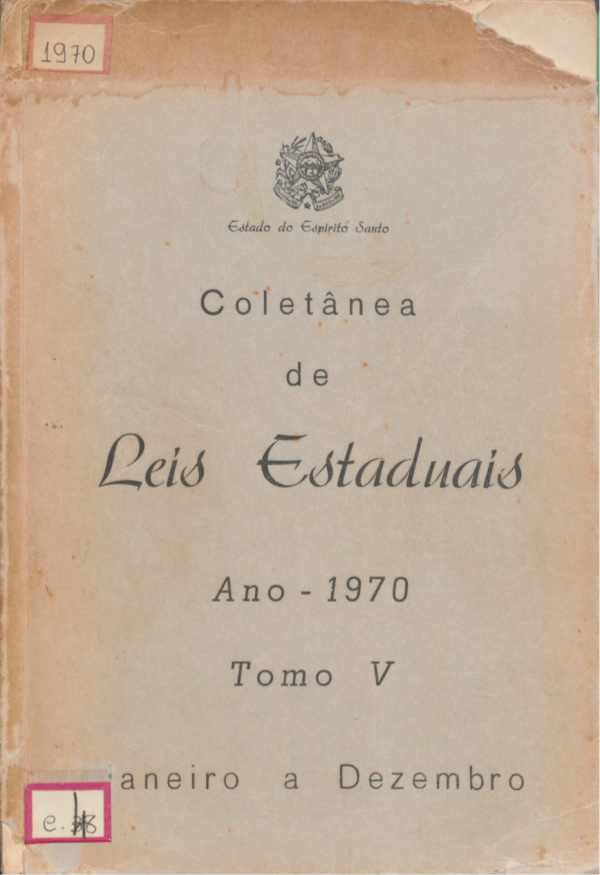 1970
Estado do Espírito Santo
Coletânea
de
Leis Estaduais
Ano - 1970
Tomo V
aneiro a Dezembro